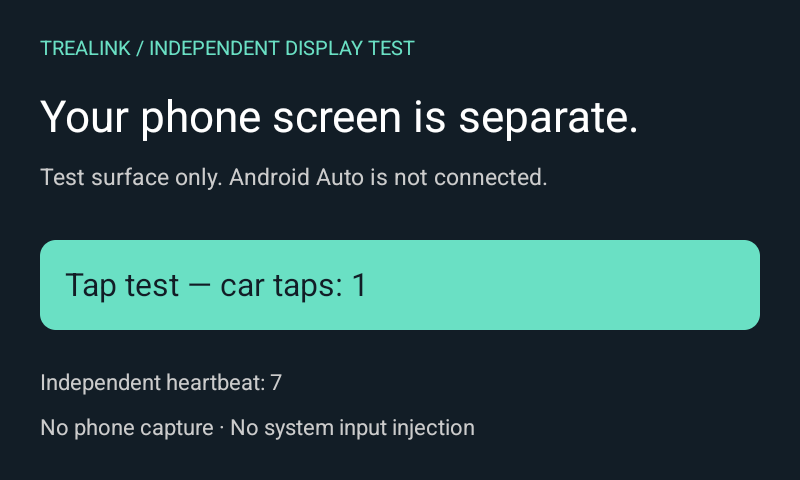 TREALINK / INDEPENDENT DISPLAY TEST
Your phone screen is separate.
Test surface only. Android Auto is not connected.
Tap test — car taps: 1
Independent heartbeat: 7
No phone capture · No system input injection